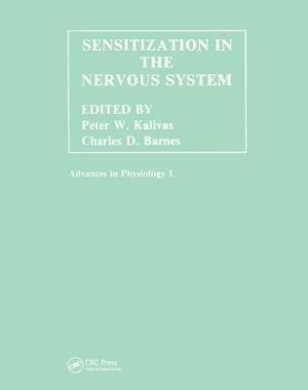 SENSITIZATION IN
THE
NERVOUS SYSTEM
EDITED BY
Peter W. Kalivas
Charles D. Barnes
Advances in Physiology 1
CRC Press